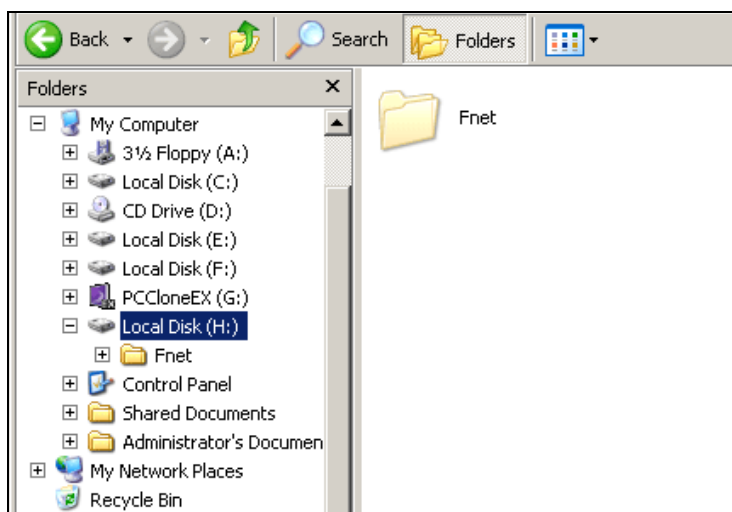 Back Search Folders
Folders
My Computer
3½ Floppy (A:)
Local Disk (C:)
CD Drive (D:)
Local Disk (E:)
Local Disk (F:)
PCCloneEX (G:)
Local Disk (H:)
Fnet
Control Panel
Shared Documents
Administrator's Documen
My Network Places
Recycle Bin
Fnet